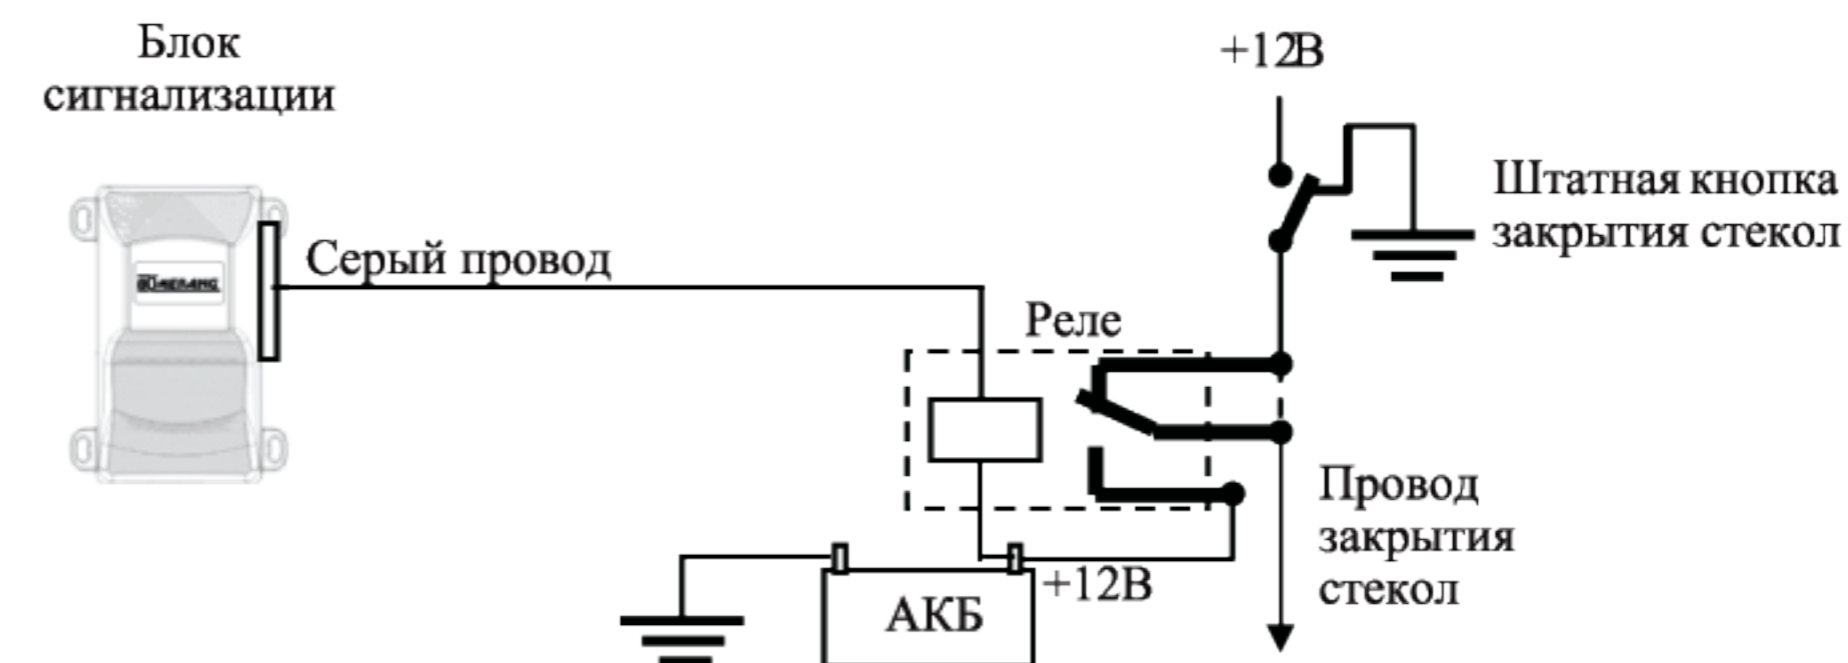 Блок
сигнализации
+12В
Штатная кнопка
закрытия стекол
Серый провод
Реле
Провод
закрытия
стекол
+12В
АКБ